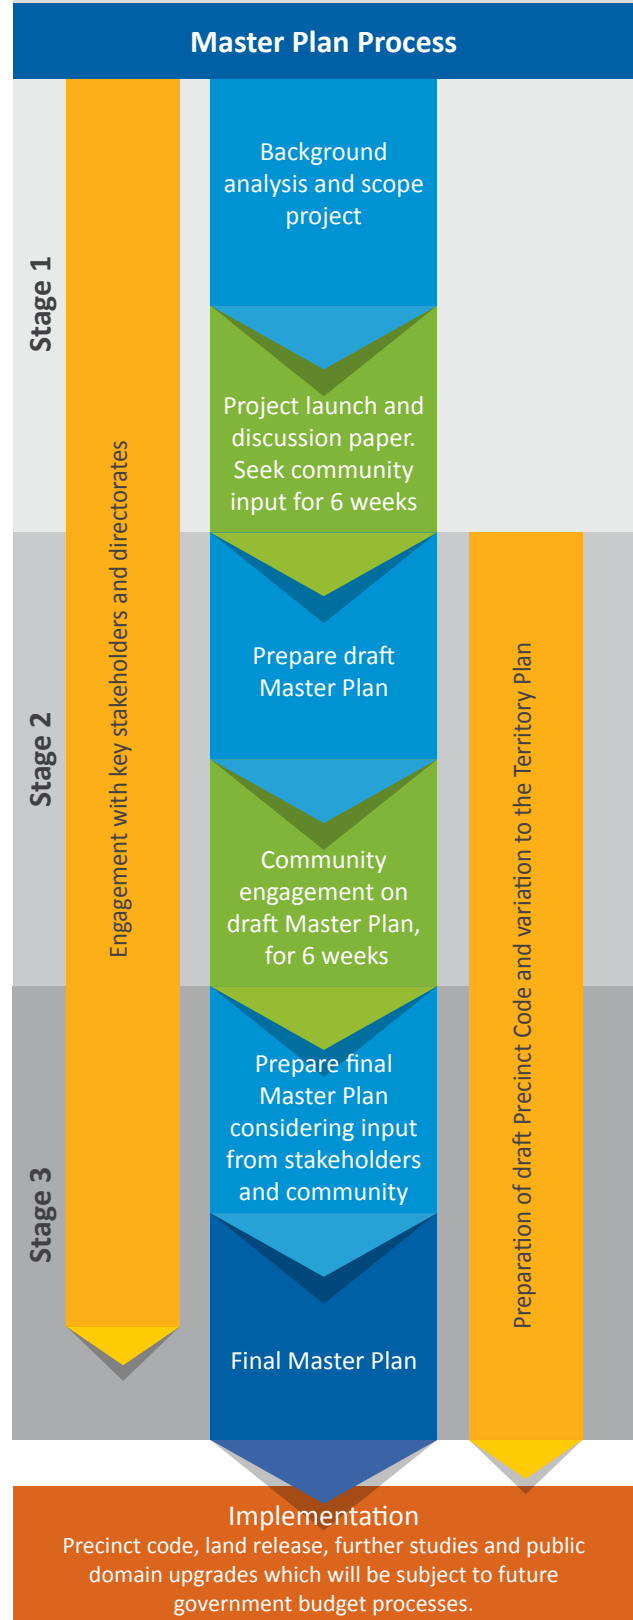 Master Plan Process
Stage 1
Background
analysis and scope
project
Project launch and
discussion paper.
Seek community
input for 6 weeks
Engagement with key stakeholders and directorates
Stage 2
Prepare draft
Master Plan
Community
engagement on
draft Master Plan,
for 6 weeks
Preparation of draft Precinct Code and variation to the Territory Plan
Stage 3
Prepare final
Master Plan
considering input
from stakeholders
and community
Final Master Plan
Implementation
Precinct code, land release, further studies and public
domain upgrades which will be subject to future
government budget processes.